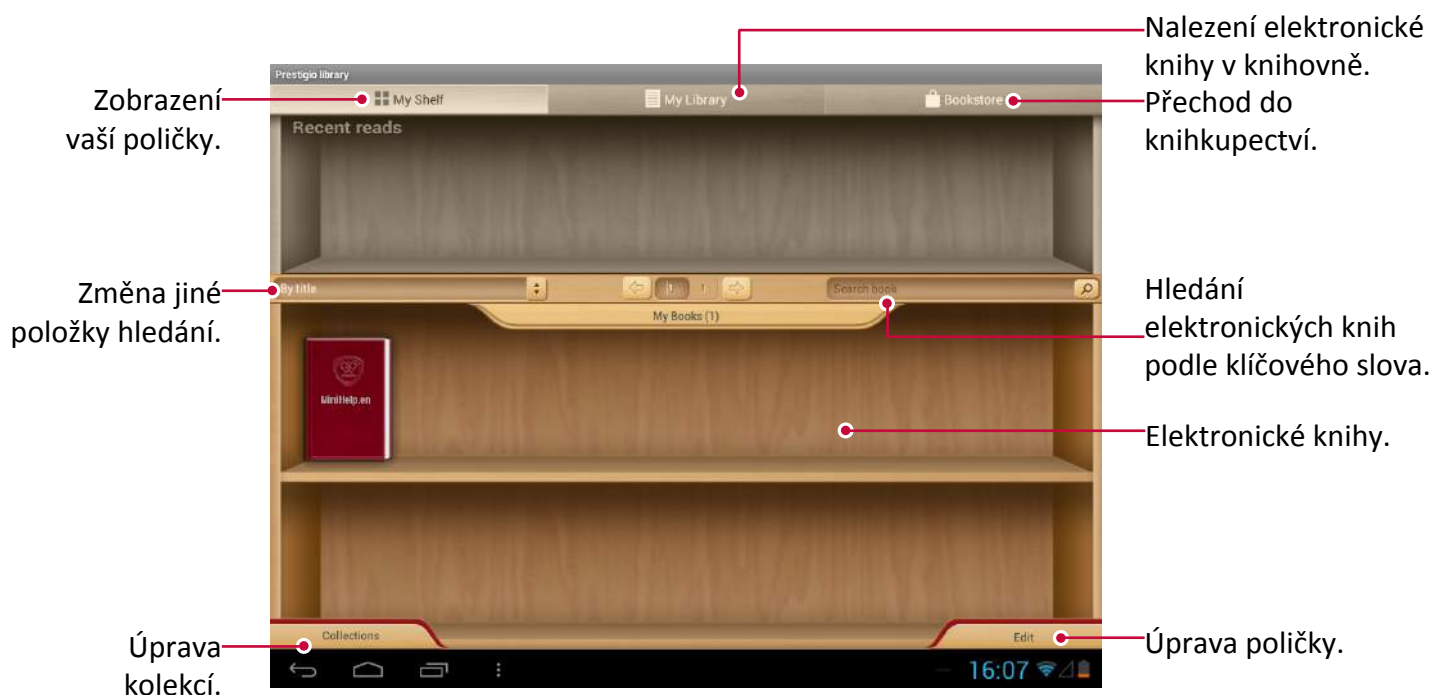 Nalezení elektronické
knihy v knihovně.
Přechod do
knihkupectví.
Zobrazení
vaší poličky.
Prestigio library
My Shelf
My Library
Bookstore
Recent reads
Změna jiné
položky hledání.
By title
1
1
Search book
Hledání
elektronických knih
podle klíčového slova.
My Books (1)
MiniHelp.en
Elektronické knihy.
Úprava
kolekcí.
Collections
Edit
Úprava poličky.
16:07